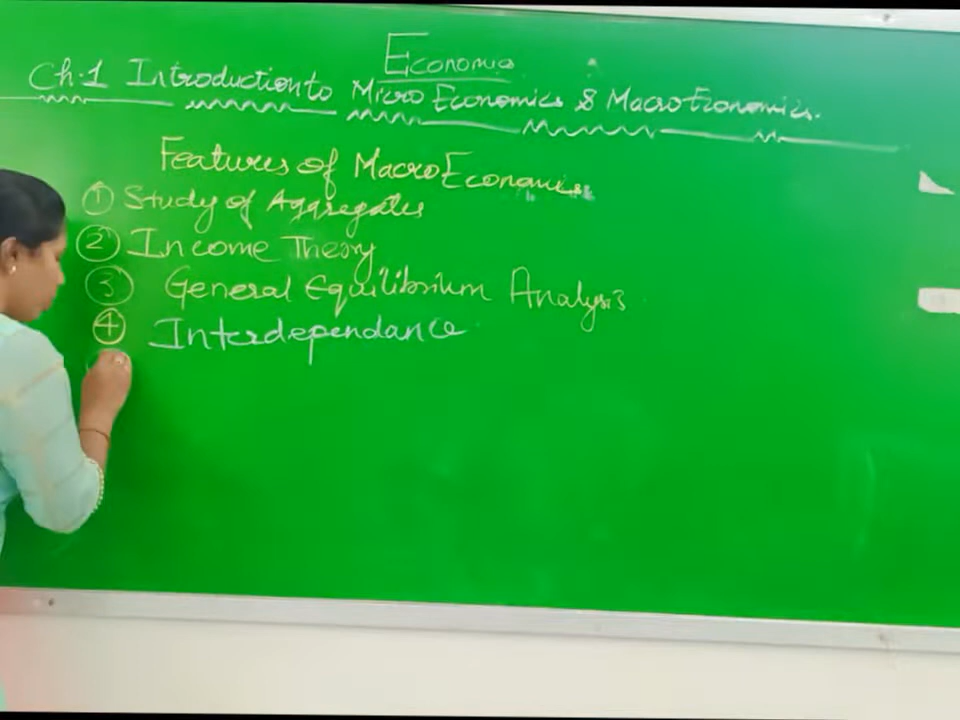 Economics
Ch.1 Introduction to Micro Economics & Macro Economics.
Features of Macro Economics
1 Study of Aggregates
2 Income Theory
3 General Equilibrium Analysis
4 Interdependance